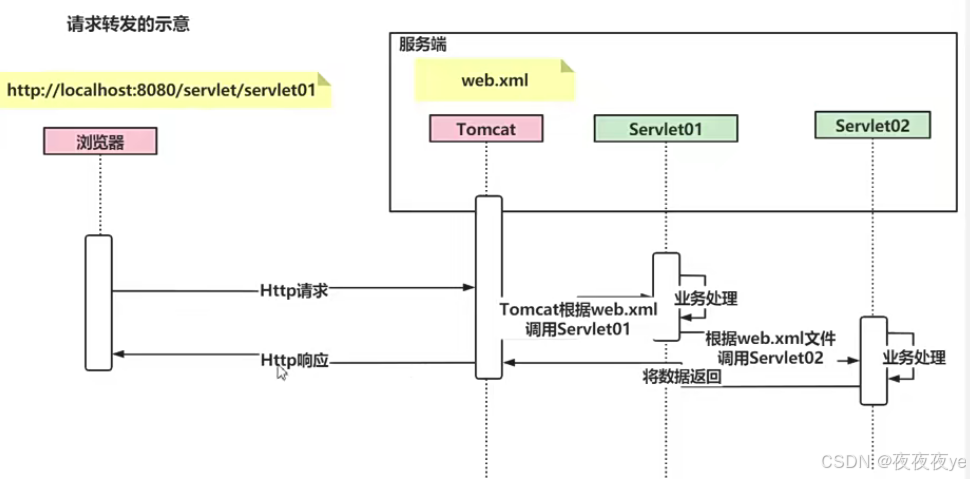 请求转发的示意
服务端
http://localhost:8080/servlet/servlet01
web.xml
浏览器
Tomcat
Servlet01
Servlet02
Http请求
Tomcat根据web.xml
调用Servlet01
业务处理
根据web.xml文件
调用Servlet02
业务处理
Http响应
将数据返回
CSDN @夜夜夜ye